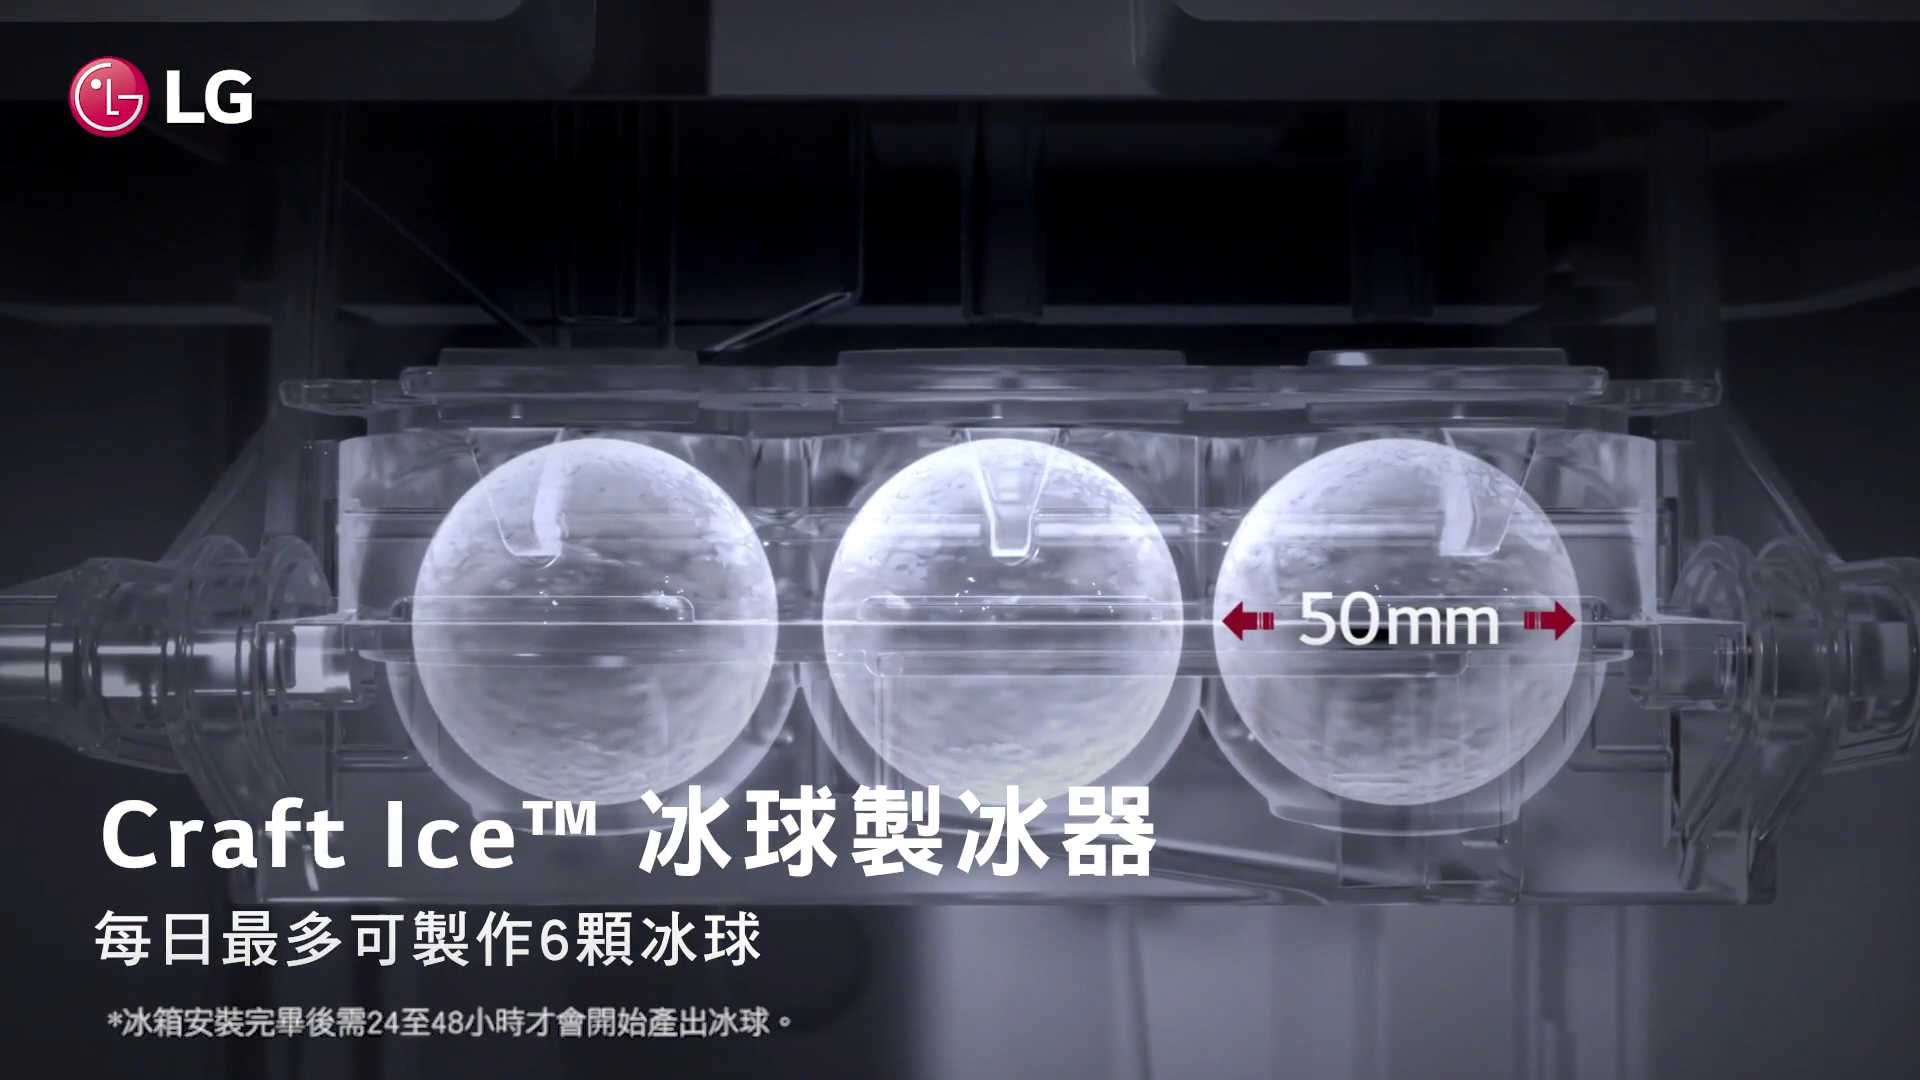 LG
50mm
Craft Ice™ 冰球製冰器
每日最多可製作6顆冰球
*冰箱安裝完畢後需24至48小時才會開始產出冰球。